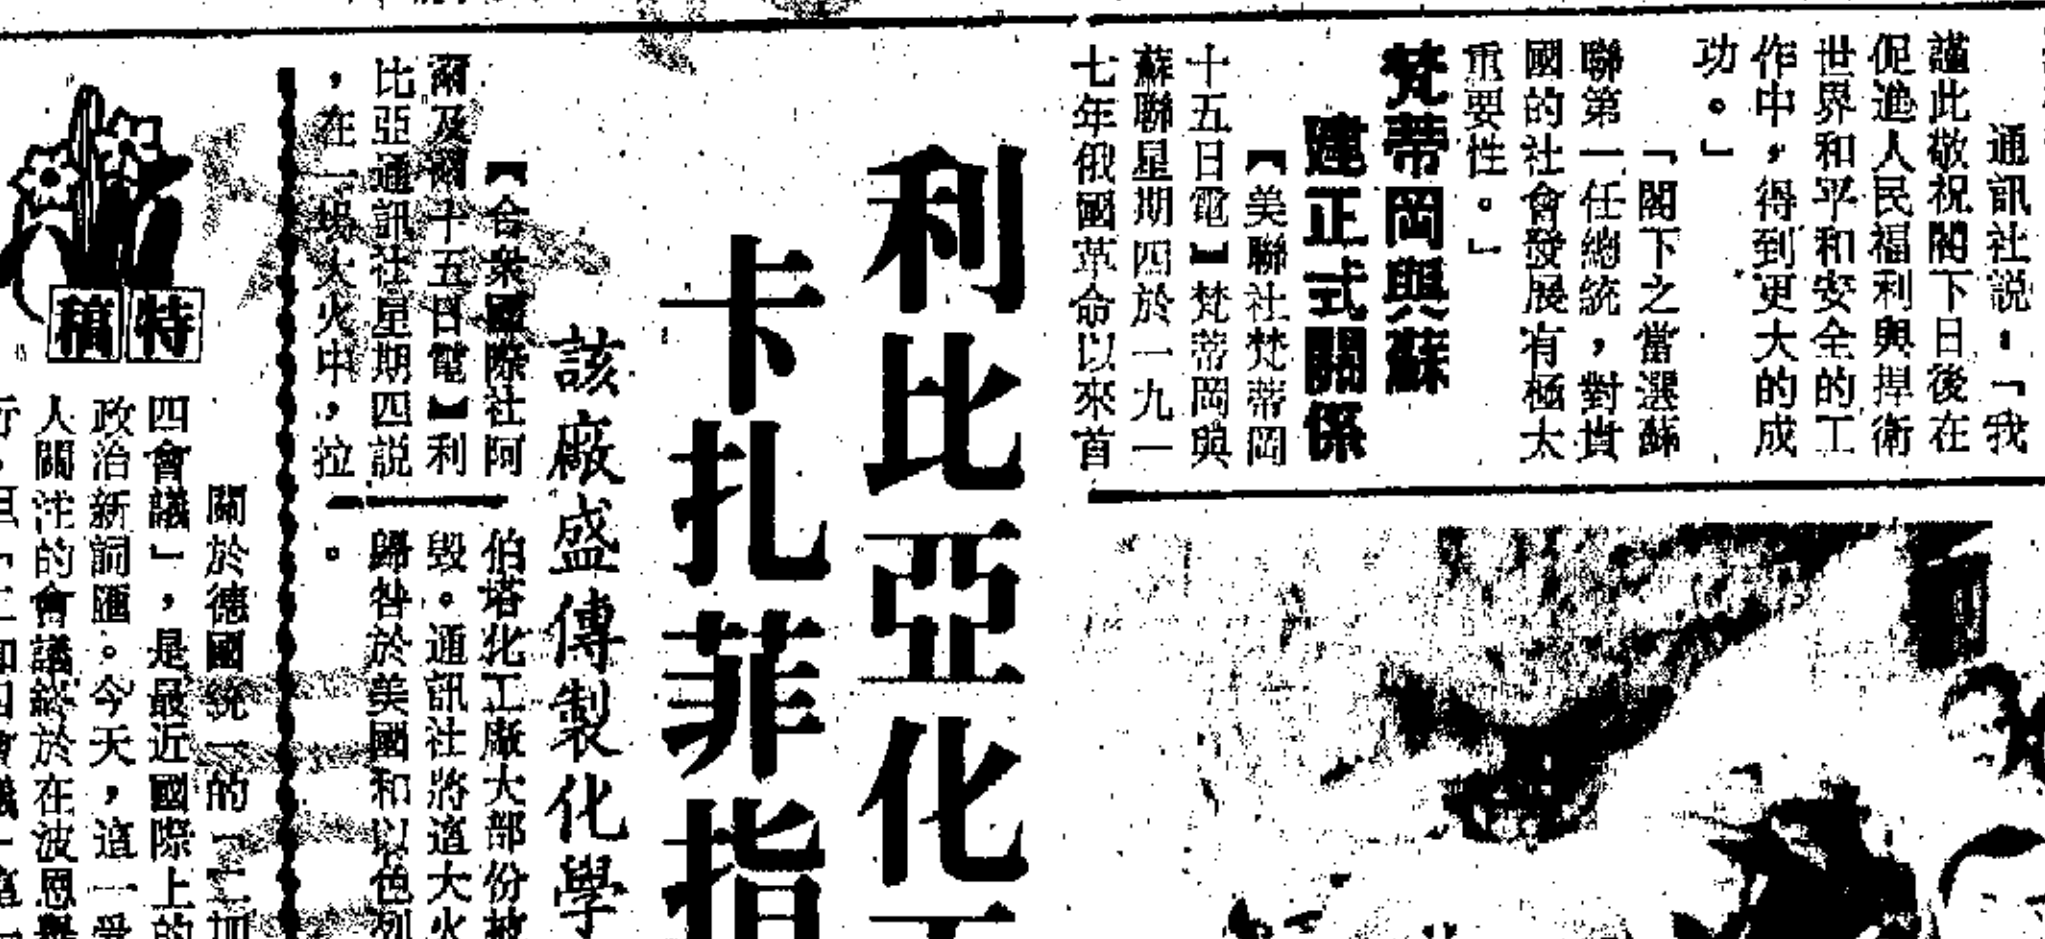 通訊社説：「我
謹此敬祝閣下日後在
促進人民福利與捍衛
世界和平和安全的工
作中，得到更大的成
功。」
「閣下之當選蘇
聯第一任總統，對貴
國的社會發展有極大
重要性。」
梵蒂岡與蘇
建正式關係
【美聯社梵蒂岡
十五日電】梵蒂岡與
蘇聯星期四於一九一
七年俄國革命以來首
利比亞化
卡扎菲指
該廠盛傳製化學
【合衆國際社阿
爾及爾十五日電】利
比亞通訊社星期四説
，在一場大火中，拉
伯塔化工廠大部份被
毀。通訊社將這大火
歸咎於美國和以色列
。
特稿
關於德國統一的「二加
四會議」，是最近國際上的
政治新詞匯。今天，這一受
人關注的會議終於在波恩舉